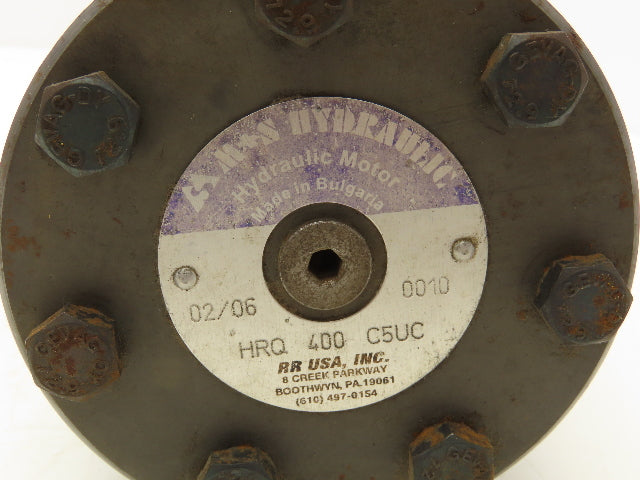 M+S HYDRAULIC
Hydraulic Motor
Made in Bulgaria
02/06
0010
HRQ 400 C5UC
RR USA, INC.
8 CREEK PARKWAY
BOOTHWYN, PA.19061
(610) 497-0154